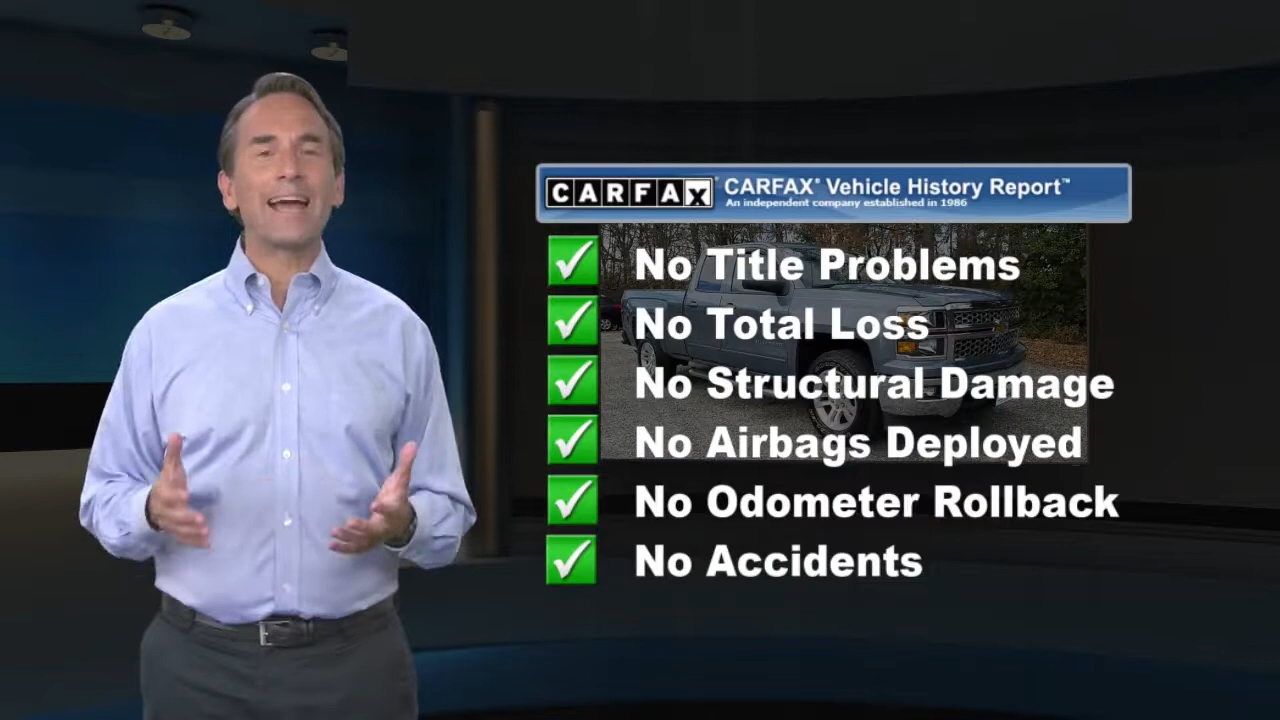 CARFAX
CARFAX® Vehicle History Report™
An independent company established in 1986
No Title Problems
No Total Loss
No Structural Damage
No Airbags Deployed
No Odometer Rollback
No Accidents